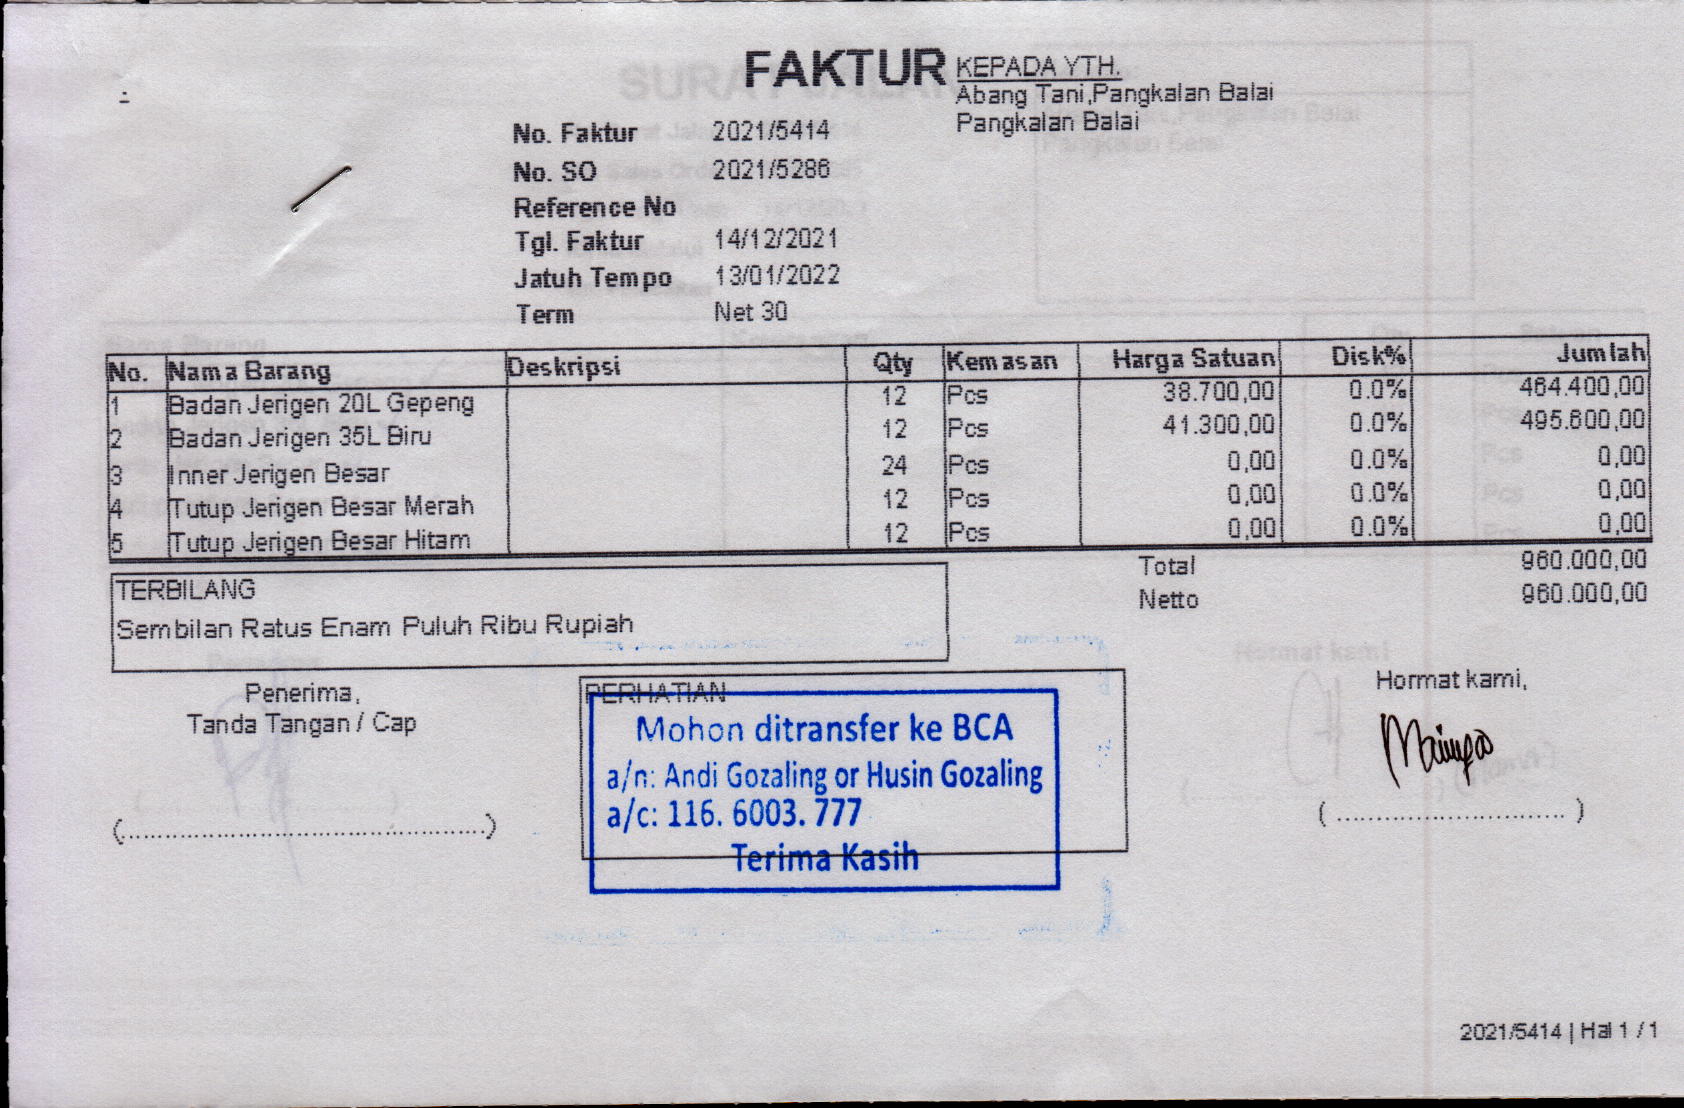 FAKTUR
KEPADA YTH.
Abang Tani,Pangkalan Balai
Pangkalan Balai
No. Faktur 2021/5414
No. SO 2021/5286
Reference No
Tgl. Faktur 14/12/2021
Jatuh Tempo 13/01/2022
Term Net 30
No. Nama Barang Deskripsi Qty Kemasan Harga Satuan Disk% Jumlah
1 Badan Jerigen 20L Gepeng 12 Pcs 38.700,00 0.0% 464.400,00
2 Badan Jerigen 35L Biru 12 Pcs 41.300,00 0.0% 495.600,00
3 Inner Jerigen Besar 24 Pcs 0,00 0.0% 0,00
4 Tutup Jerigen Besar Merah 12 Pcs 0,00 0.0% 0,00
5 Tutup Jerigen Besar Hitam 12 Pcs 0,00 0.0% 0,00
Total 960.000,00
Netto 960.000,00
TERBILANG
Sembilan Ratus Enam Puluh Ribu Rupiah
Penerima,
Tanda Tangan / Cap
(................................................)
PERHATIAN
Mohon ditransfer ke BCA
a/n: Andi Gozaling or Husin Gozaling
a/c: 116. 6003. 777
Terima Kasih
Hormat kami,
( ............................ )
2021/5414 | Hal 1 / 1